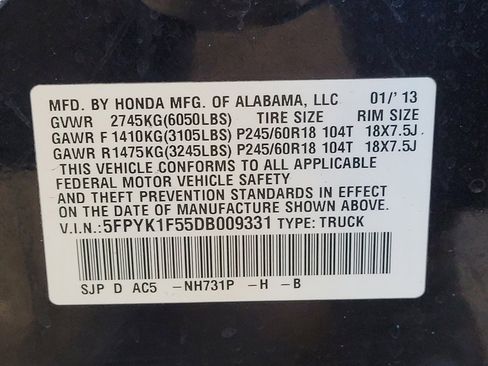 MFD. BY HONDA MFG. OF ALABAMA, LLC 01/'13
GVWR 2745KG(6050LBS) TIRE SIZE RIM SIZE
GAWR F1410KG(3105LBS) P245/60R18 104T 18X7.5J
GAWR R1475KG(3245LBS) P245/60R18 104T 18X7.5J
THIS VEHICLE CONFORMS TO ALL APPLICABLE
FEDERAL MOTOR VEHICLE SAFETY
AND THEFT PREVENTION STANDARDS IN EFFECT
ON THE DATE OF MANUFACTURE SHOWN ABOVE.
V.I.N.: 5FPYK1F55DB009331 TYPE: TRUCK
SJP D AC5 -NH731P -H -B